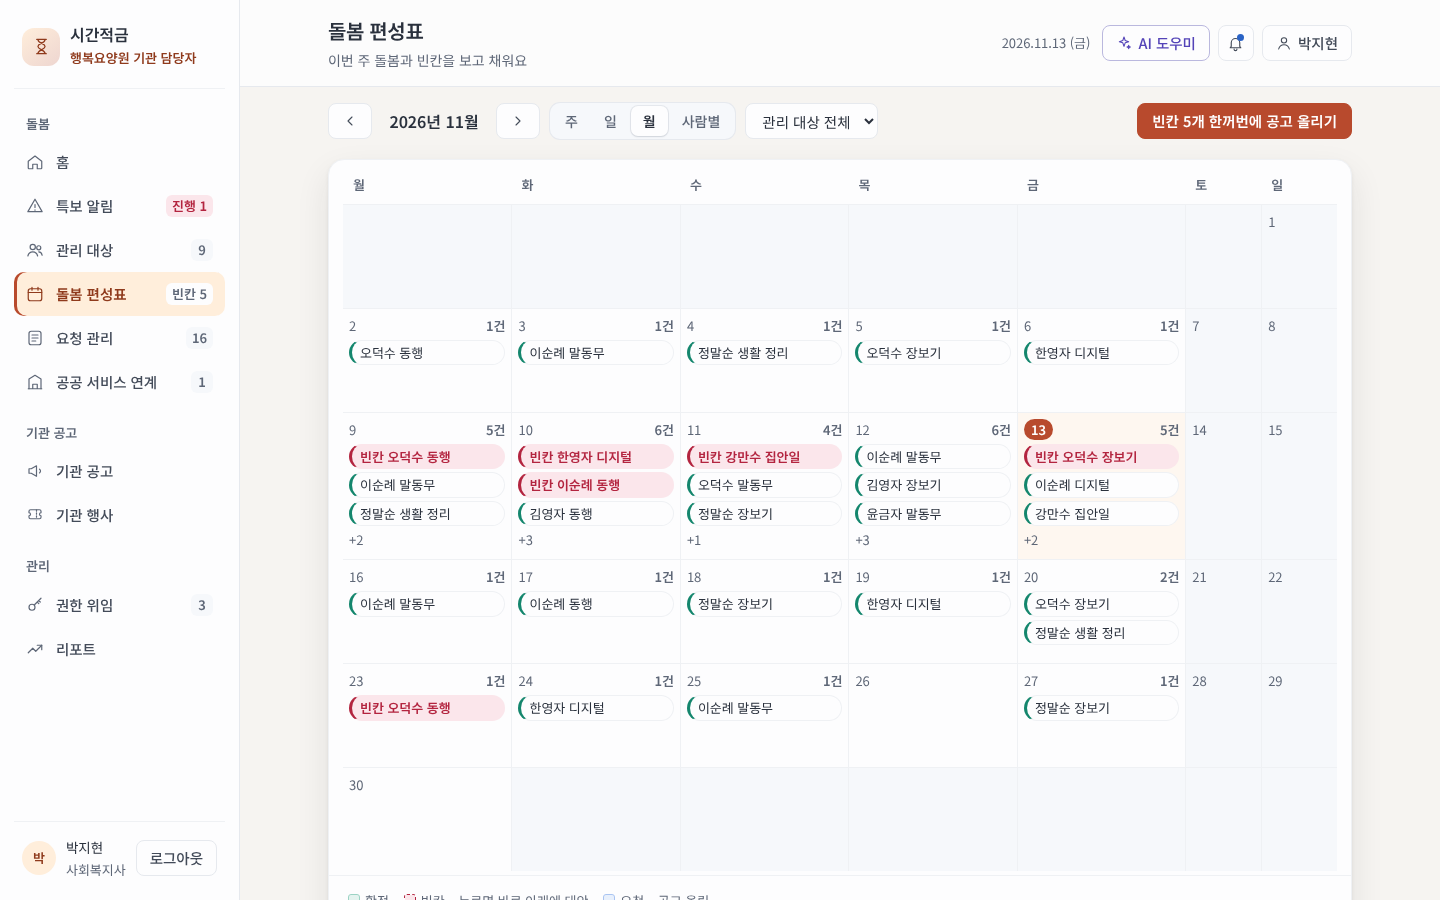 시간적금
행복요양원 기관 담당자
돌봄
홈
특보 알림 진행 1
관리 대상 9
돌봄 편성표 빈칸 5
요청 관리 16
공공 서비스 연계 1
기관 공고
기관 공고
기관 행사
관리
권한 위임 3
리포트
박
박지현
사회복지사
로그아웃
돌봄 편성표
이번 주 돌봄과 빈칸을 보고 채워요
2026.11.13 (금)
AI 도우미
박지현
2026년 11월
주 일 월 사람별
관리 대상 전체
빈칸 5개 한꺼번에 공고 올리기
월 화 수 목 금 토 일
1
2 1건 3 1건 4 1건 5 1건 6 1건 7 8
오덕수 동행 이순례 말동무 정말순 생활 정리 오덕수 장보기 한영자 디지털
9 5건 10 6건 11 4건 12 6건 13 5건 14 15
빈칸 오덕수 동행 빈칸 한영자 디지털 빈칸 강만수 집안일 이순례 말동무 빈칸 오덕수 장보기
이순례 말동무 빈칸 이순례 동행 오덕수 말동무 김영자 장보기 이순례 디지털
정말순 생활 정리 김영자 동행 정말순 장보기 윤금자 말동무 강만수 집안일
+2 +3 +1 +3 +2
16 1건 17 1건 18 1건 19 1건 20 2건 21 22
이순례 말동무 이순례 동행 정말순 장보기 한영자 디지털 오덕수 장보기
정말순 생활 정리
23 1건 24 1건 25 1건 26 27 1건 28 29
빈칸 오덕수 동행 한영자 디지털 이순례 말동무 정말순 장보기
30